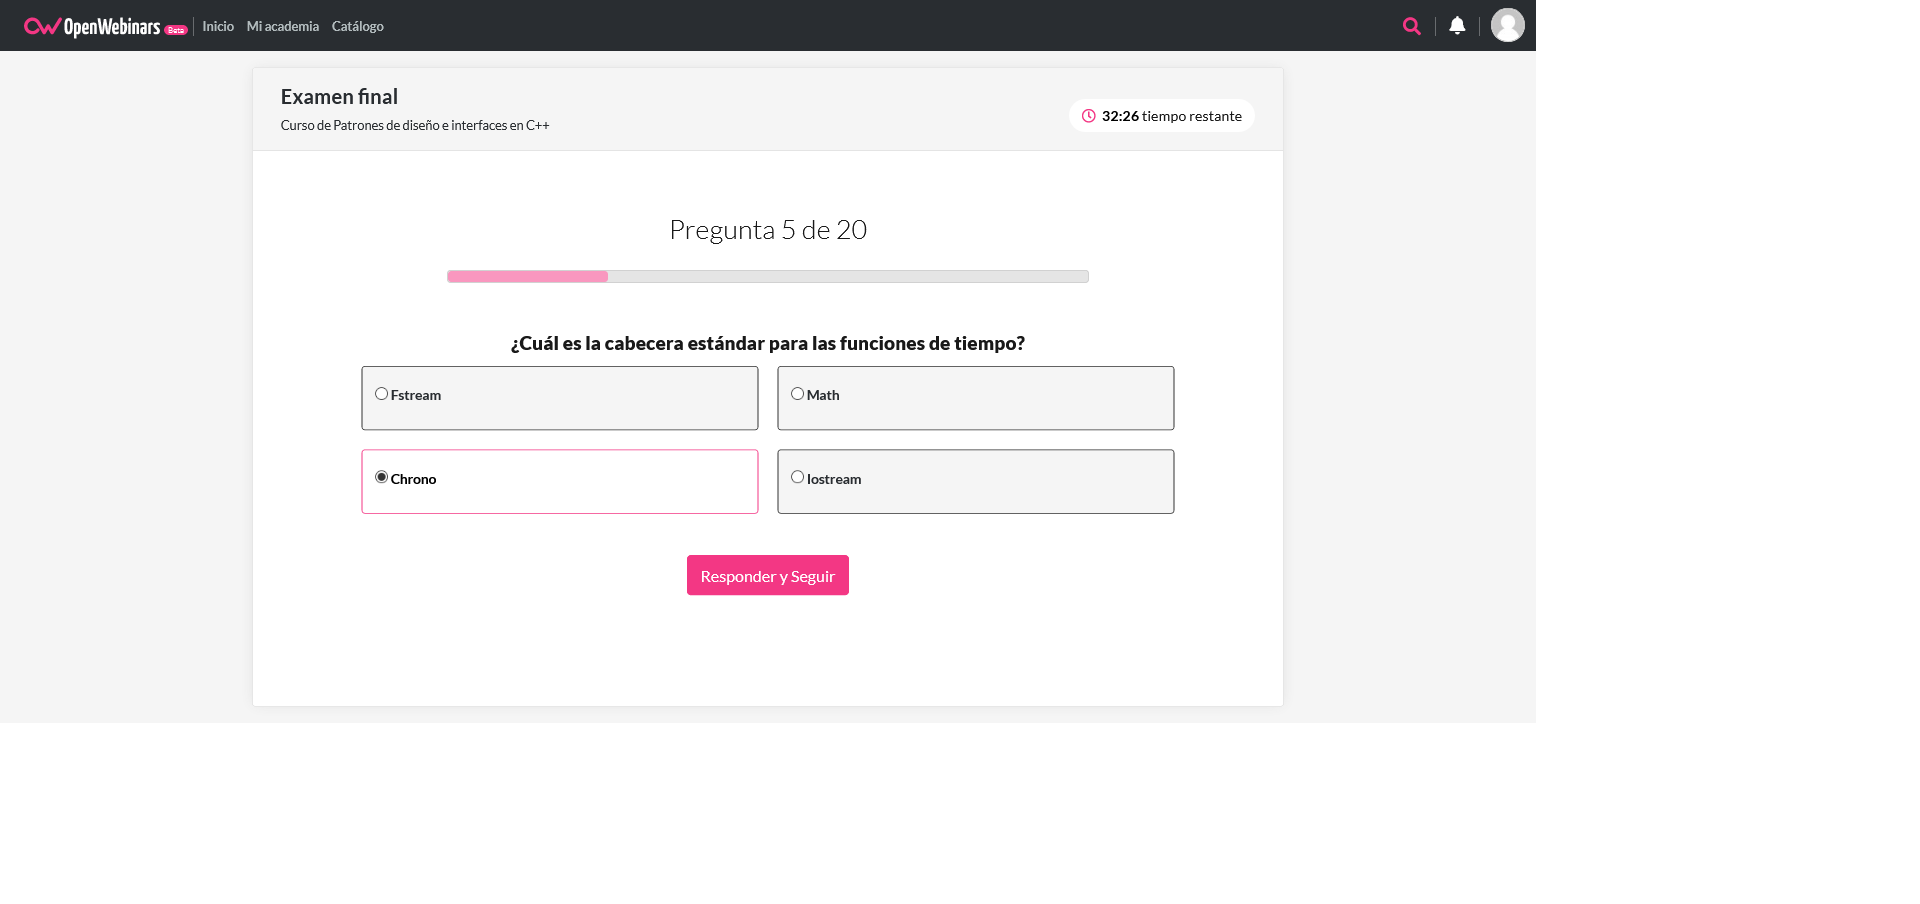 OpenWebinars Beta Inicio Mi academia Catálogo
Examen final
Curso de Patrones de diseño e interfaces en C++
32:26 tiempo restante
Pregunta 5 de 20
¿Cuál es la cabecera estándar para las funciones de tiempo?
Fstream
Math
Chrono
Iostream
Responder y Seguir